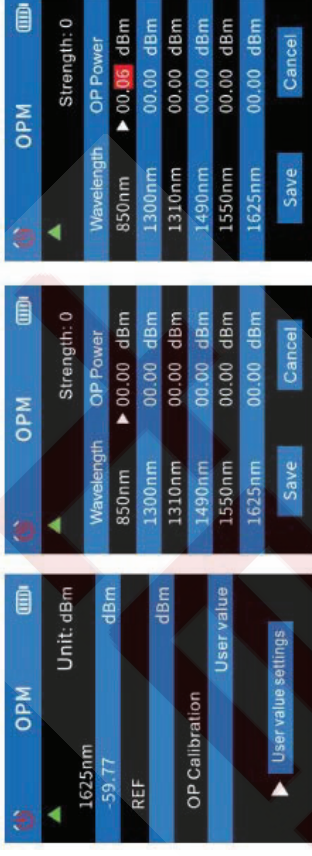 OPM
Unit: dBm
1625nm
-59.77 dBm
REF dBm
OP Calibration
User value
User value settings
OPM
Strength: 0
Wavelength OP Power
850nm 00.00 dBm
1300nm 00.00 dBm
1310nm 00.00 dBm
1490nm 00.00 dBm
1550nm 00.00 dBm
1625nm 00.00 dBm
Save Cancel
OPM
Strength: 0
Wavelength OP Power
850nm 00.06 dBm
1300nm 00.00 dBm
1310nm 00.00 dBm
1490nm 00.00 dBm
1550nm 00.00 dBm
1625nm 00.00 dBm
Save Cancel